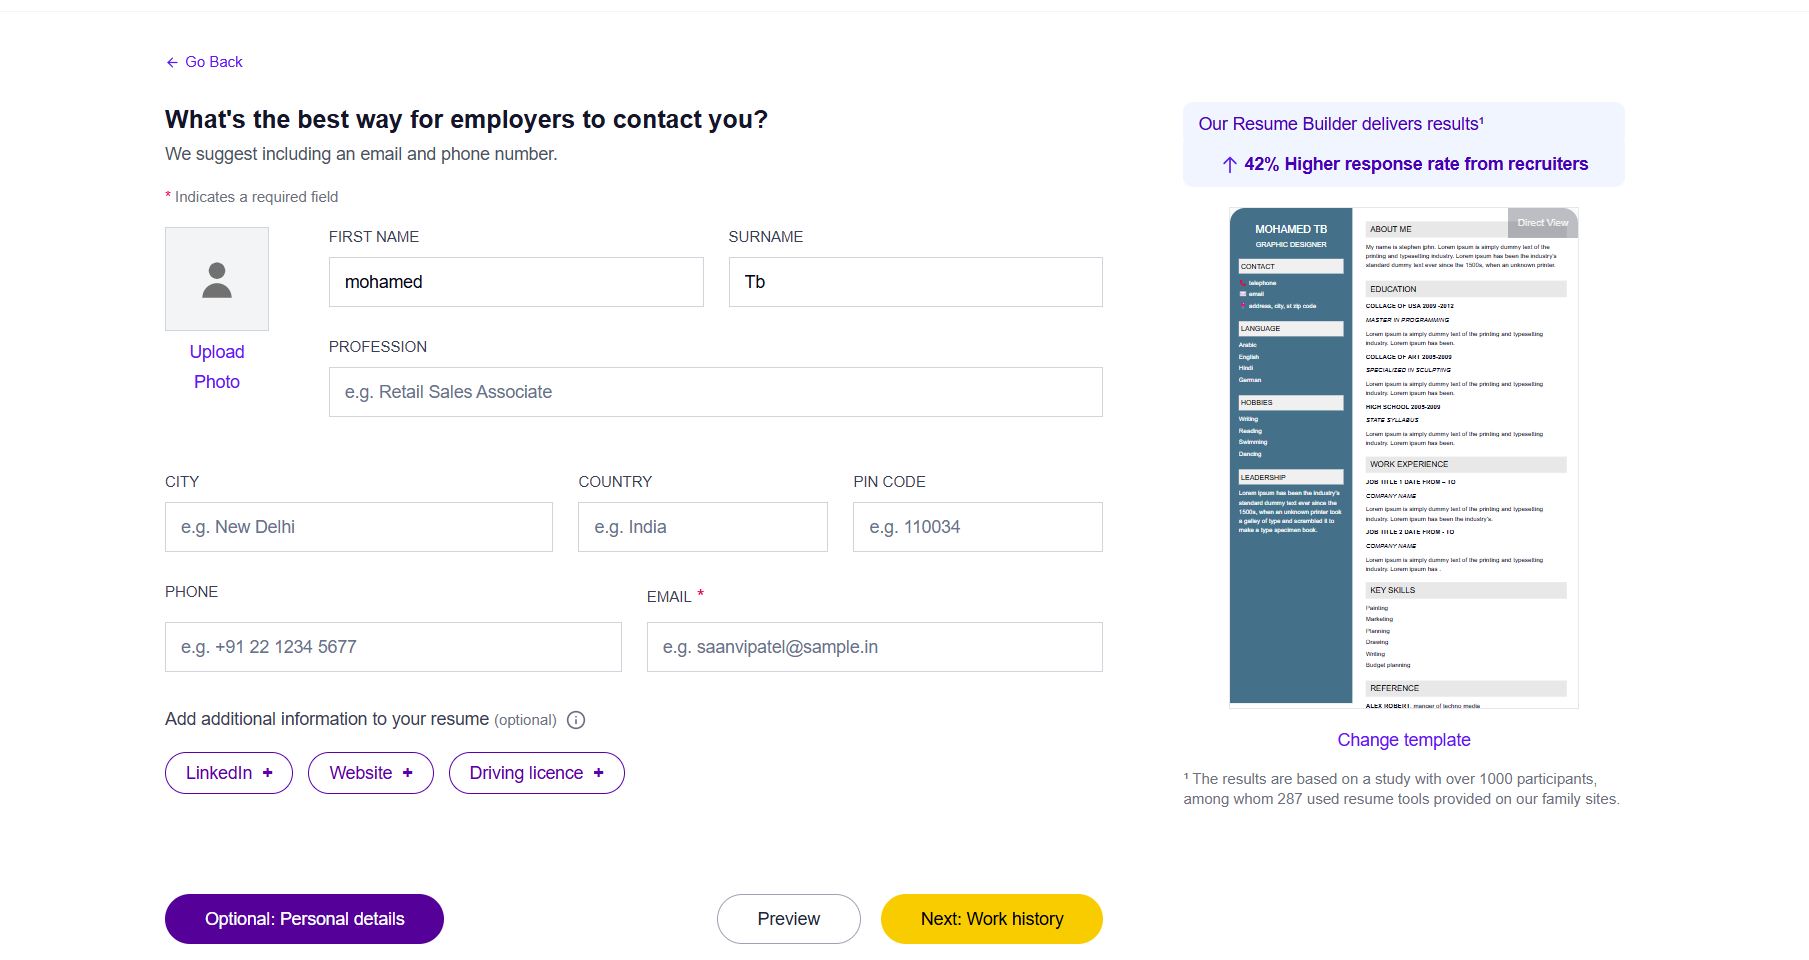 Go Back
What's the best way for employers to contact you?
We suggest including an email and phone number.
* Indicates a required field
Upload
Photo
FIRST NAME
mohamed
SURNAME
Tb
PROFESSION
e.g. Retail Sales Associate
CITY
e.g. New Delhi
COUNTRY
e.g. India
PIN CODE
e.g. 110034
PHONE
e.g. +91 22 1234 5677
EMAIL *
e.g. saanvipatel@sample.in
Add additional information to your resume (optional)
LinkedIn +
Website +
Driving licence +
Optional: Personal details
Preview
Next: Work history
Our Resume Builder delivers results¹
42% Higher response rate from recruiters
Direct View
MOHAMED TB
GRAPHIC DESIGNER
CONTACT
telephone
email
address, city, st zip code
LANGUAGE
Arabic
English
Hindi
German
HOBBIES
Writing
Reading
Swimming
Dancing
LEADERSHIP
Lorem ipsum has been the industry's
standard dummy text ever since the
1500s, when an unknown printer took
a galley of type and scrambled it to
make a type specimen book.
ABOUT ME
My name is stephen john. Lorem ipsum is simply dummy text of the
printing and typesetting industry. Lorem ipsum has been the industry's
standard dummy text ever since the 1500s, when an unknown printer.
EDUCATION
COLLAGE OF USA 2009 -2012
MASTER IN PROGRAMMING
Lorem ipsum is simply dummy text of the printing and typesetting
industry. Lorem ipsum has been.
COLLAGE OF ART 2005-2009
SPECIALIZED IN SCULPTING
Lorem ipsum is simply dummy text of the printing and typesetting
industry. Lorem ipsum has been.
HIGH SCHOOL 2005-2009
STATE SYLLABUS
Lorem ipsum is simply dummy text of the printing and typesetting
industry. Lorem ipsum has been.
WORK EXPERIENCE
JOB TITLE 1 DATE FROM – TO
COMPANY NAME
Lorem ipsum is simply dummy text of the printing and typesetting
industry. Lorem ipsum has been the industry's.
JOB TITLE 2 DATE FROM - TO
COMPANY NAME
Lorem ipsum is simply dummy text of the printing and typesetting
industry. Lorem ipsum has .
KEY SKILLS
Painting
Marketing
Planning
Drawing
Writing
Budget planning
REFERENCE
ALEX ROBERT, manger of techno media
Change template
¹ The results are based on a study with over 1000 participants,
among whom 287 used resume tools provided on our family sites.